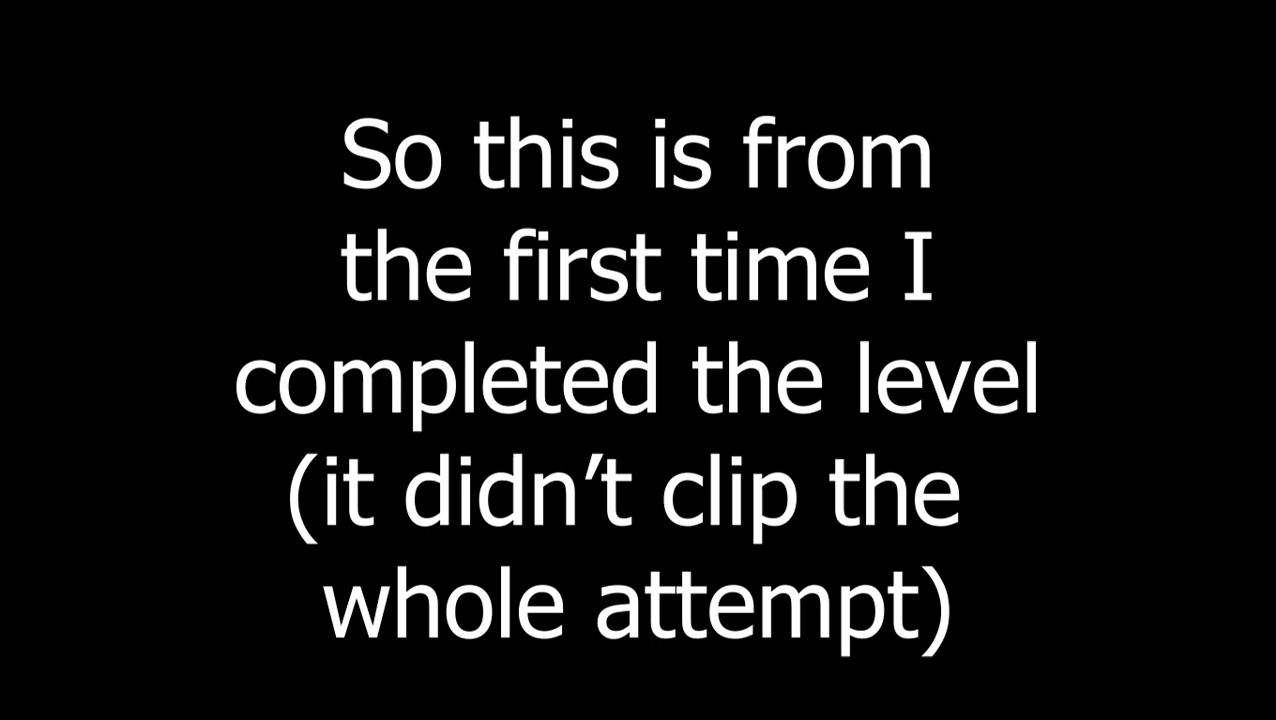 So this is from
the first time I
completed the level
(it didn’t clip the
whole attempt)